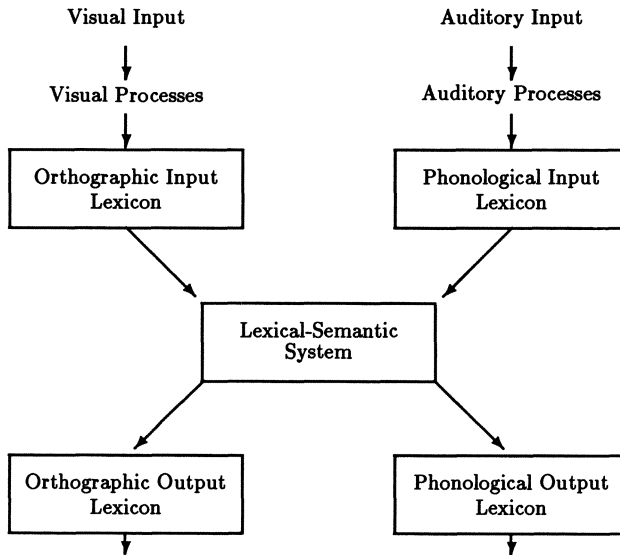 Visual Input
Auditory Input
Visual Processes
Auditory Processes
Orthographic Input
Lexicon
Phonological Input
Lexicon
Lexical-Semantic
System
Orthographic Output
Lexicon
Phonological Output
Lexicon